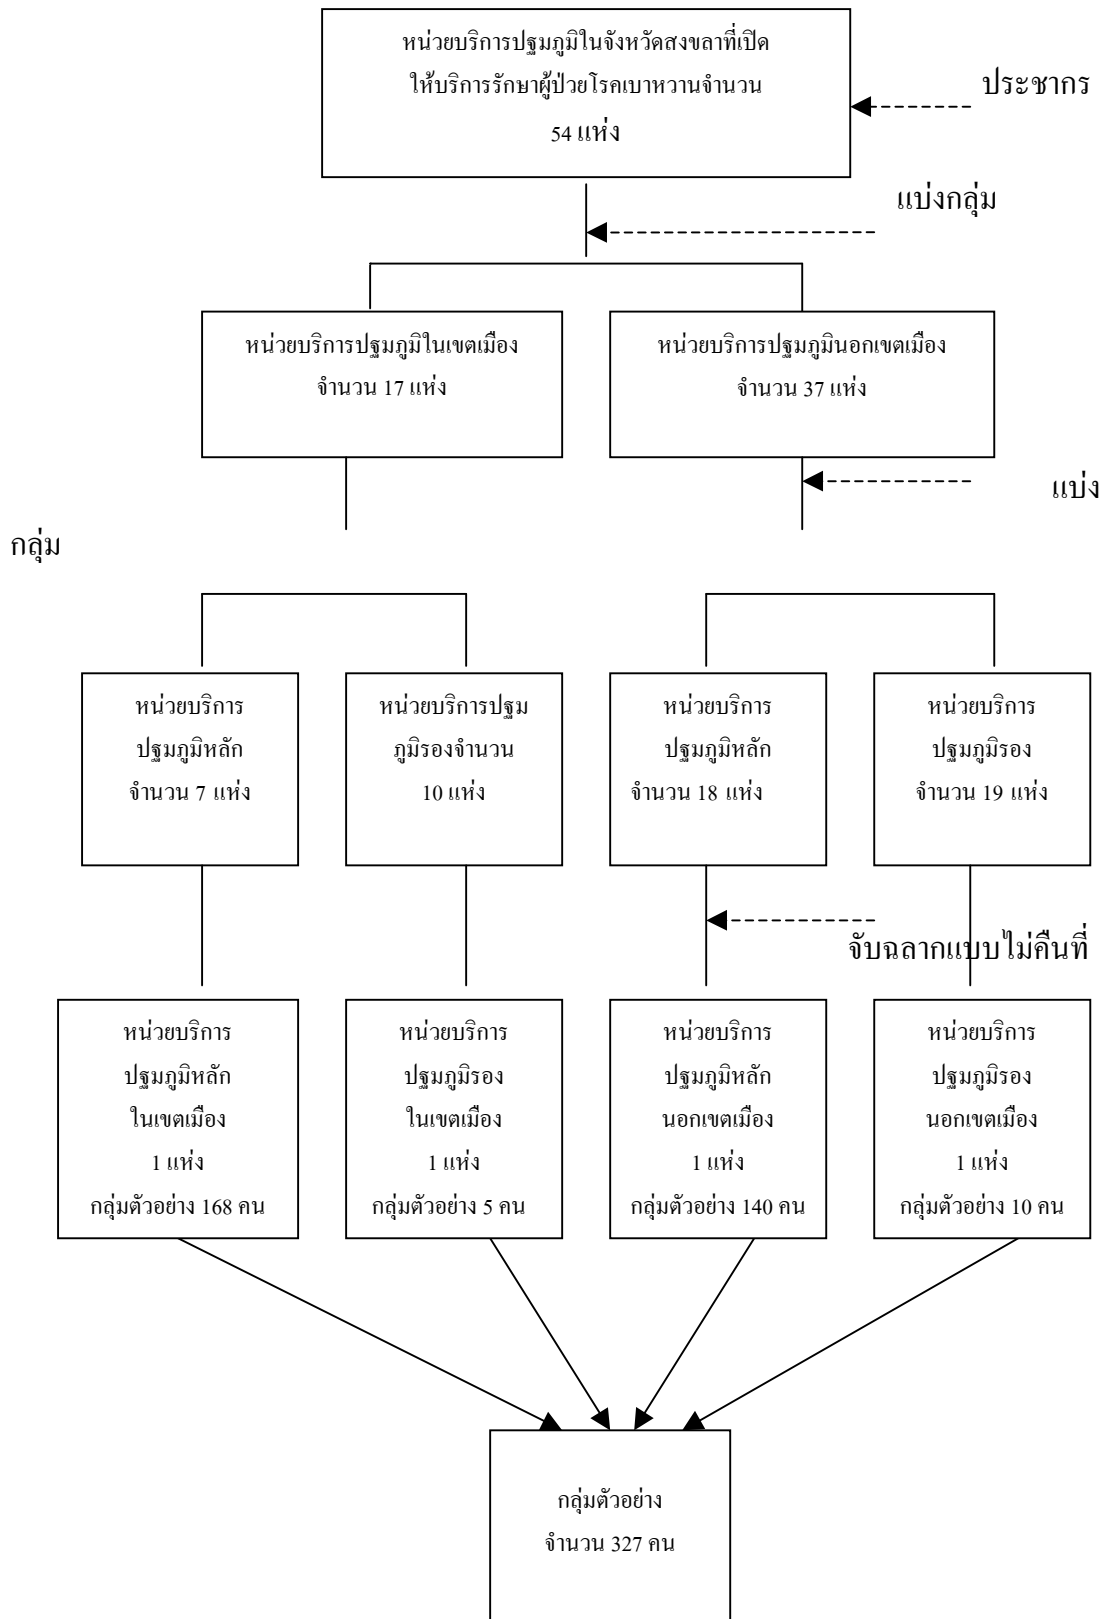 หน่วยบริการปฐมภูมิในจังหวัดสงขลาที่เปิด
ให้บริการรักษาผู้ป่วยโรคเบาหวานจำนวน
54 แห่ง
ประชากร
แบ่งกลุ่ม
หน่วยบริการปฐมภูมิในเขตเมือง
จำนวน 17 แห่ง
หน่วยบริการปฐมภูมินอกเขตเมือง
จำนวน 37 แห่ง
แบ่ง
กลุ่ม
หน่วยบริการ
ปฐมภูมิหลัก
จำนวน 7 แห่ง
หน่วยบริการปฐม
ภูมิรองจำนวน
10 แห่ง
หน่วยบริการ
ปฐมภูมิหลัก
จำนวน 18 แห่ง
หน่วยบริการ
ปฐมภูมิรอง
จำนวน 19 แห่ง
จับฉลากแบบไม่คืนที่
หน่วยบริการ
ปฐมภูมิหลัก
ในเขตเมือง
1 แห่ง
กลุ่มตัวอย่าง 168 คน
หน่วยบริการ
ปฐมภูมิรอง
ในเขตเมือง
1 แห่ง
กลุ่มตัวอย่าง 5 คน
หน่วยบริการ
ปฐมภูมิหลัก
นอกเขตเมือง
1 แห่ง
กลุ่มตัวอย่าง 140 คน
หน่วยบริการ
ปฐมภูมิรอง
นอกเขตเมือง
1 แห่ง
กลุ่มตัวอย่าง 10 คน
กลุ่มตัวอย่าง
จำนวน 327 คน